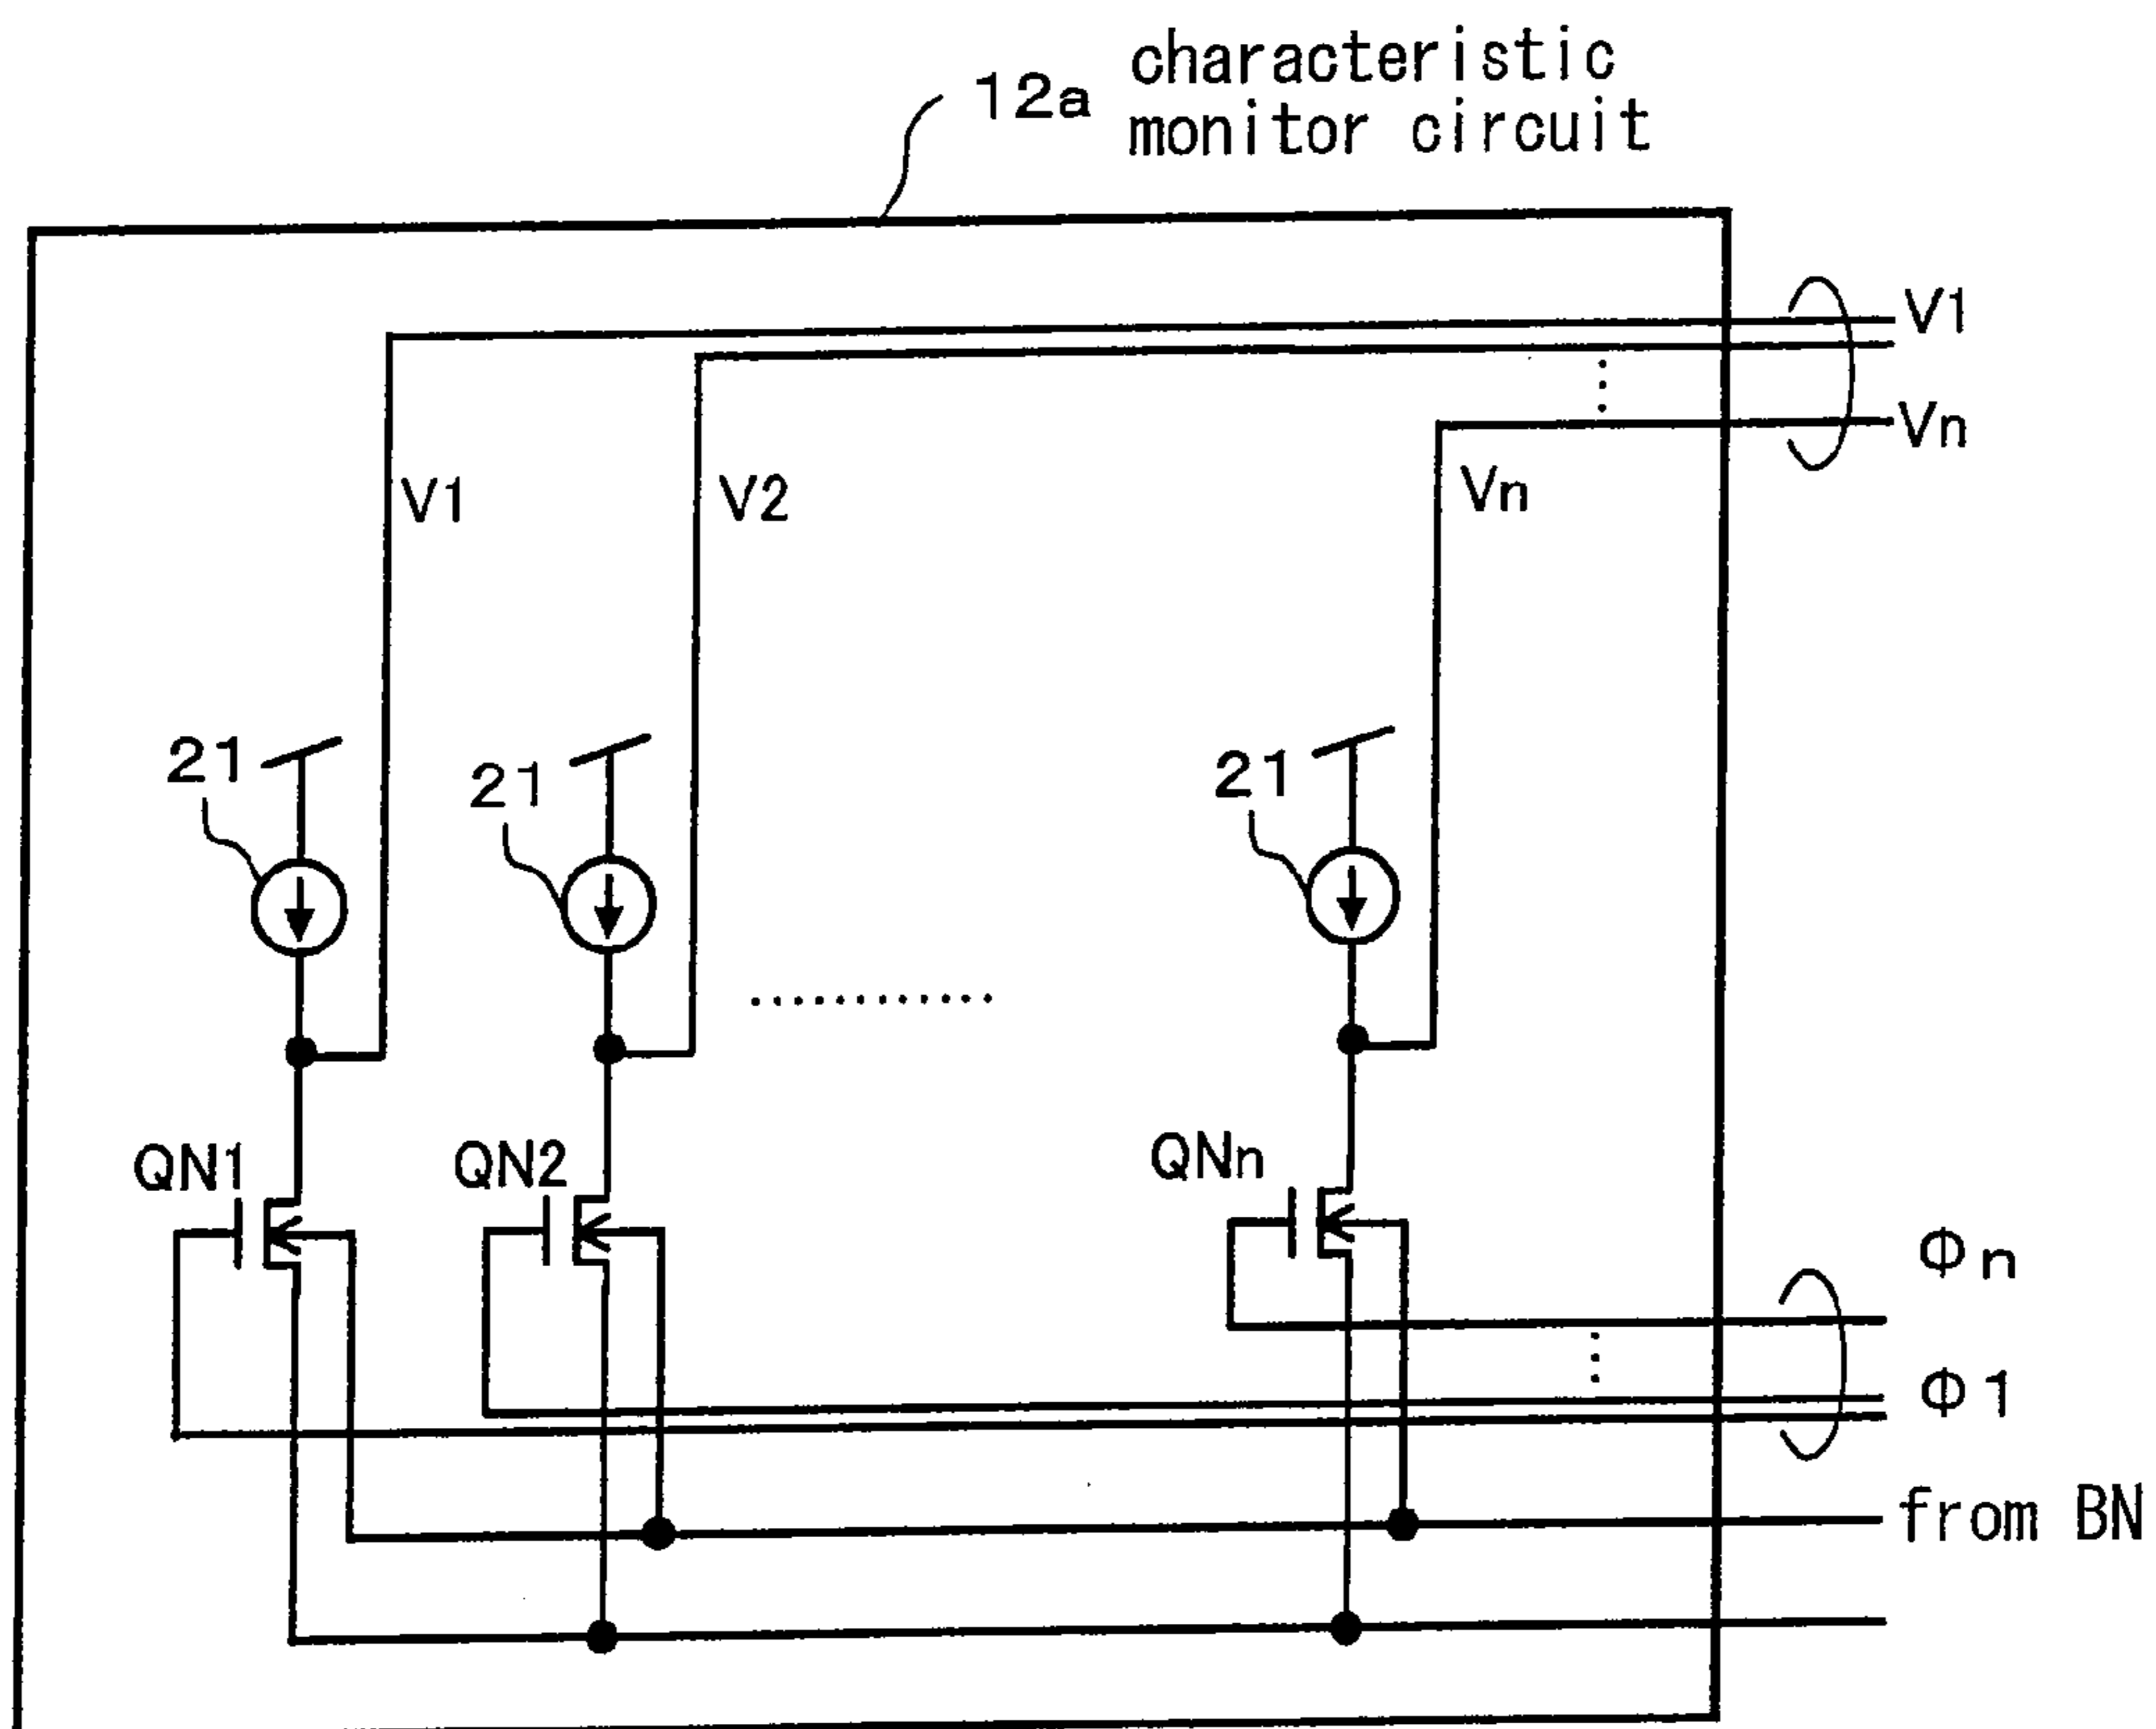 characteristic
12a monitor circuit
V1
Vn
V1
V2
Vn
21
21
21
QN1
QN2
QNn
Φn
Φ1
from BN